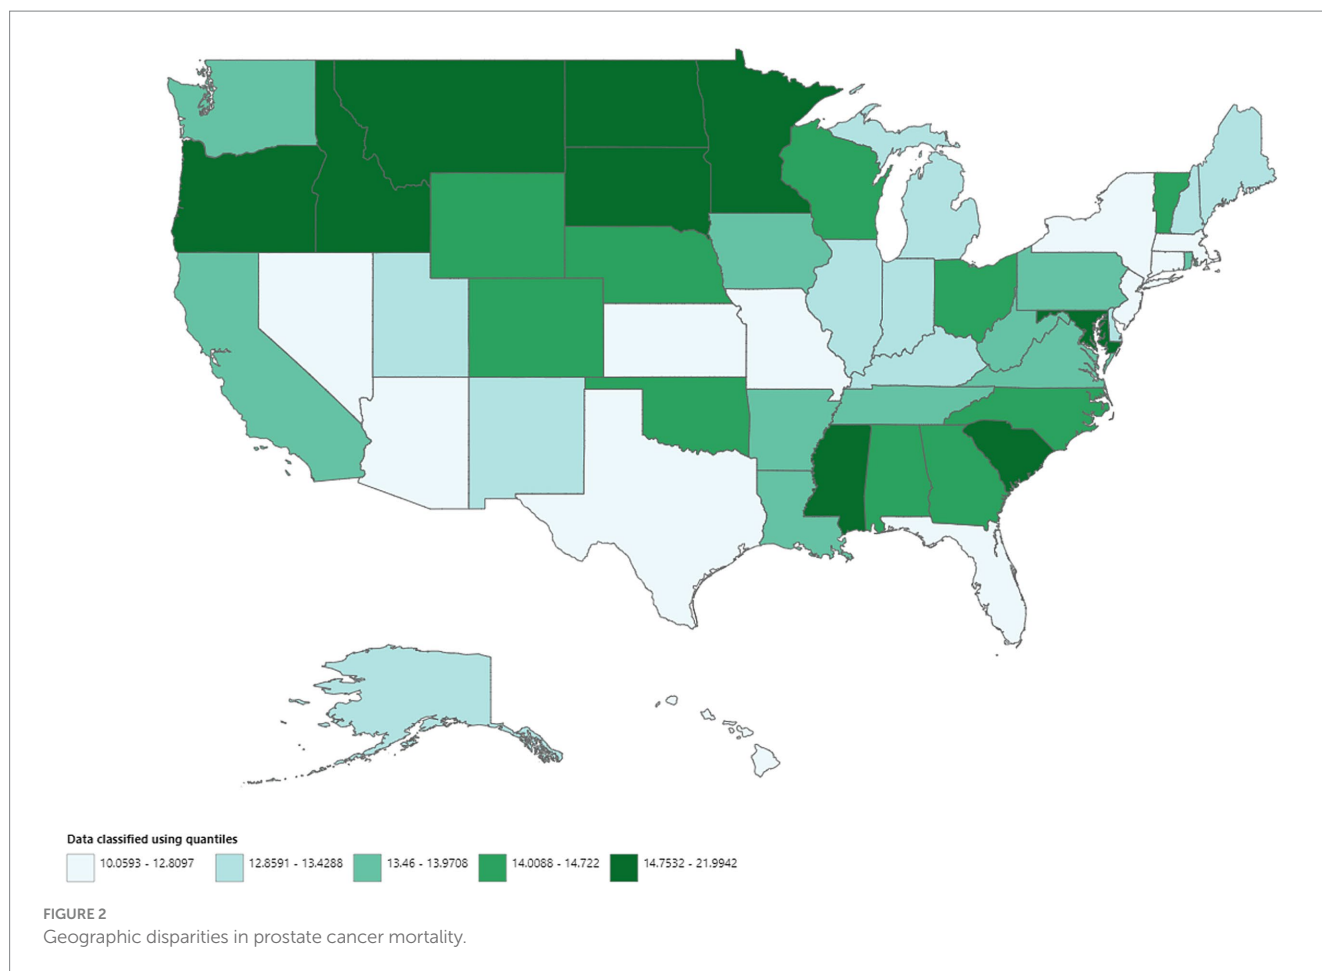 Data classified using quantiles
10.0593 - 12.8097 12.8591 - 13.4288 13.46 - 13.9708 14.0088 - 14.722 14.7532 - 21.9942
FIGURE 2
Geographic disparities in prostate cancer mortality.